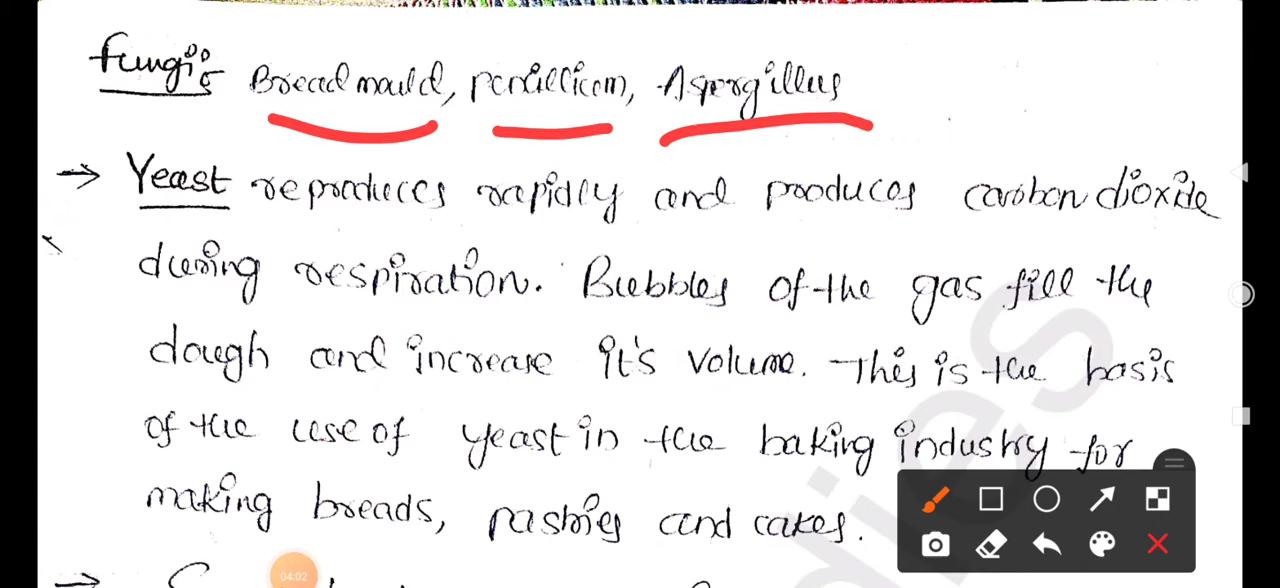 Fungi:- Bread mould, penicillium, Aspergillus
→ Yeast reproduces rapidly and produces carbon dioxide
during respiration. Bubbles of the gas fill the
dough and increase it's volume. This is the basis
of the use of yeast in the baking industry for
making breads, pastries and cakes.
04:02